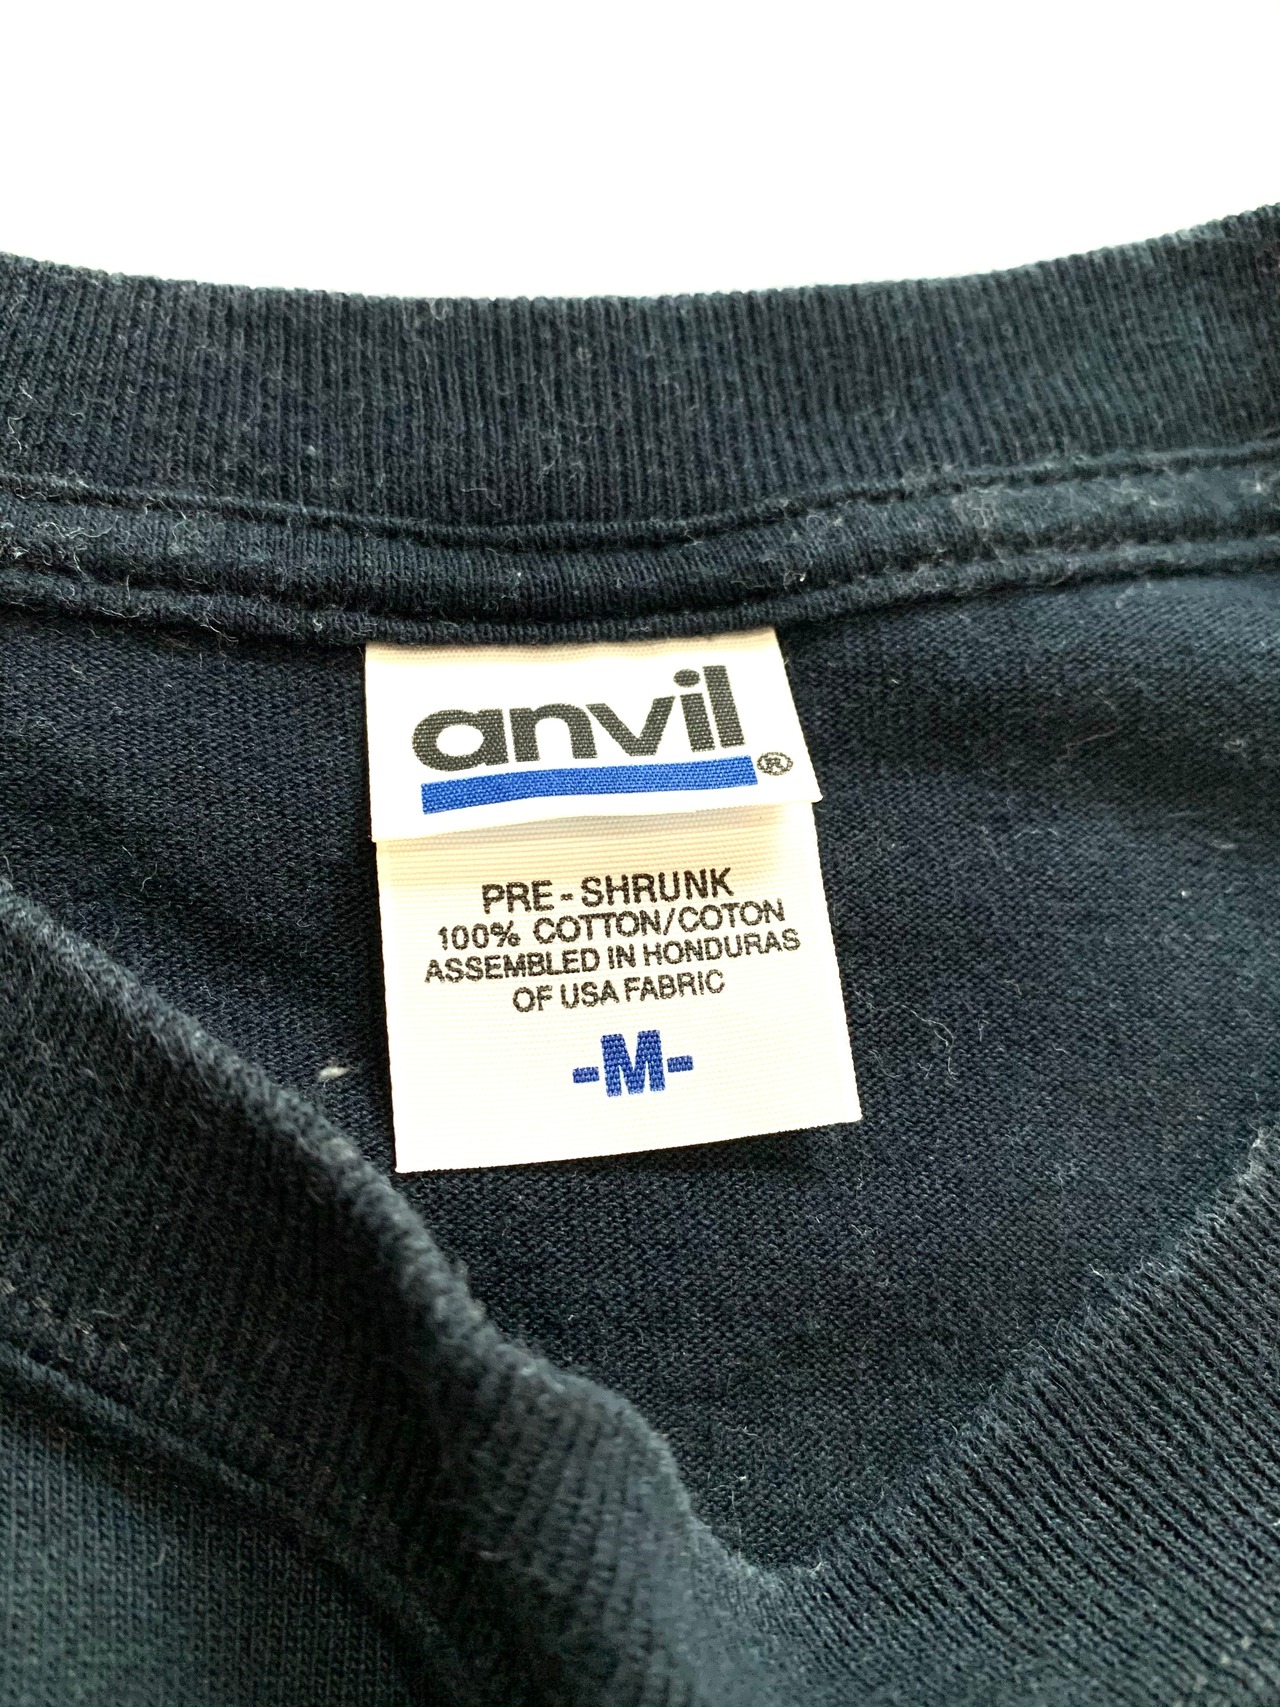 anvil®
PRE-SHRUNK
100% COTTON/COTON
ASSEMBLED IN HONDURAS
OF USA FABRIC
-M-